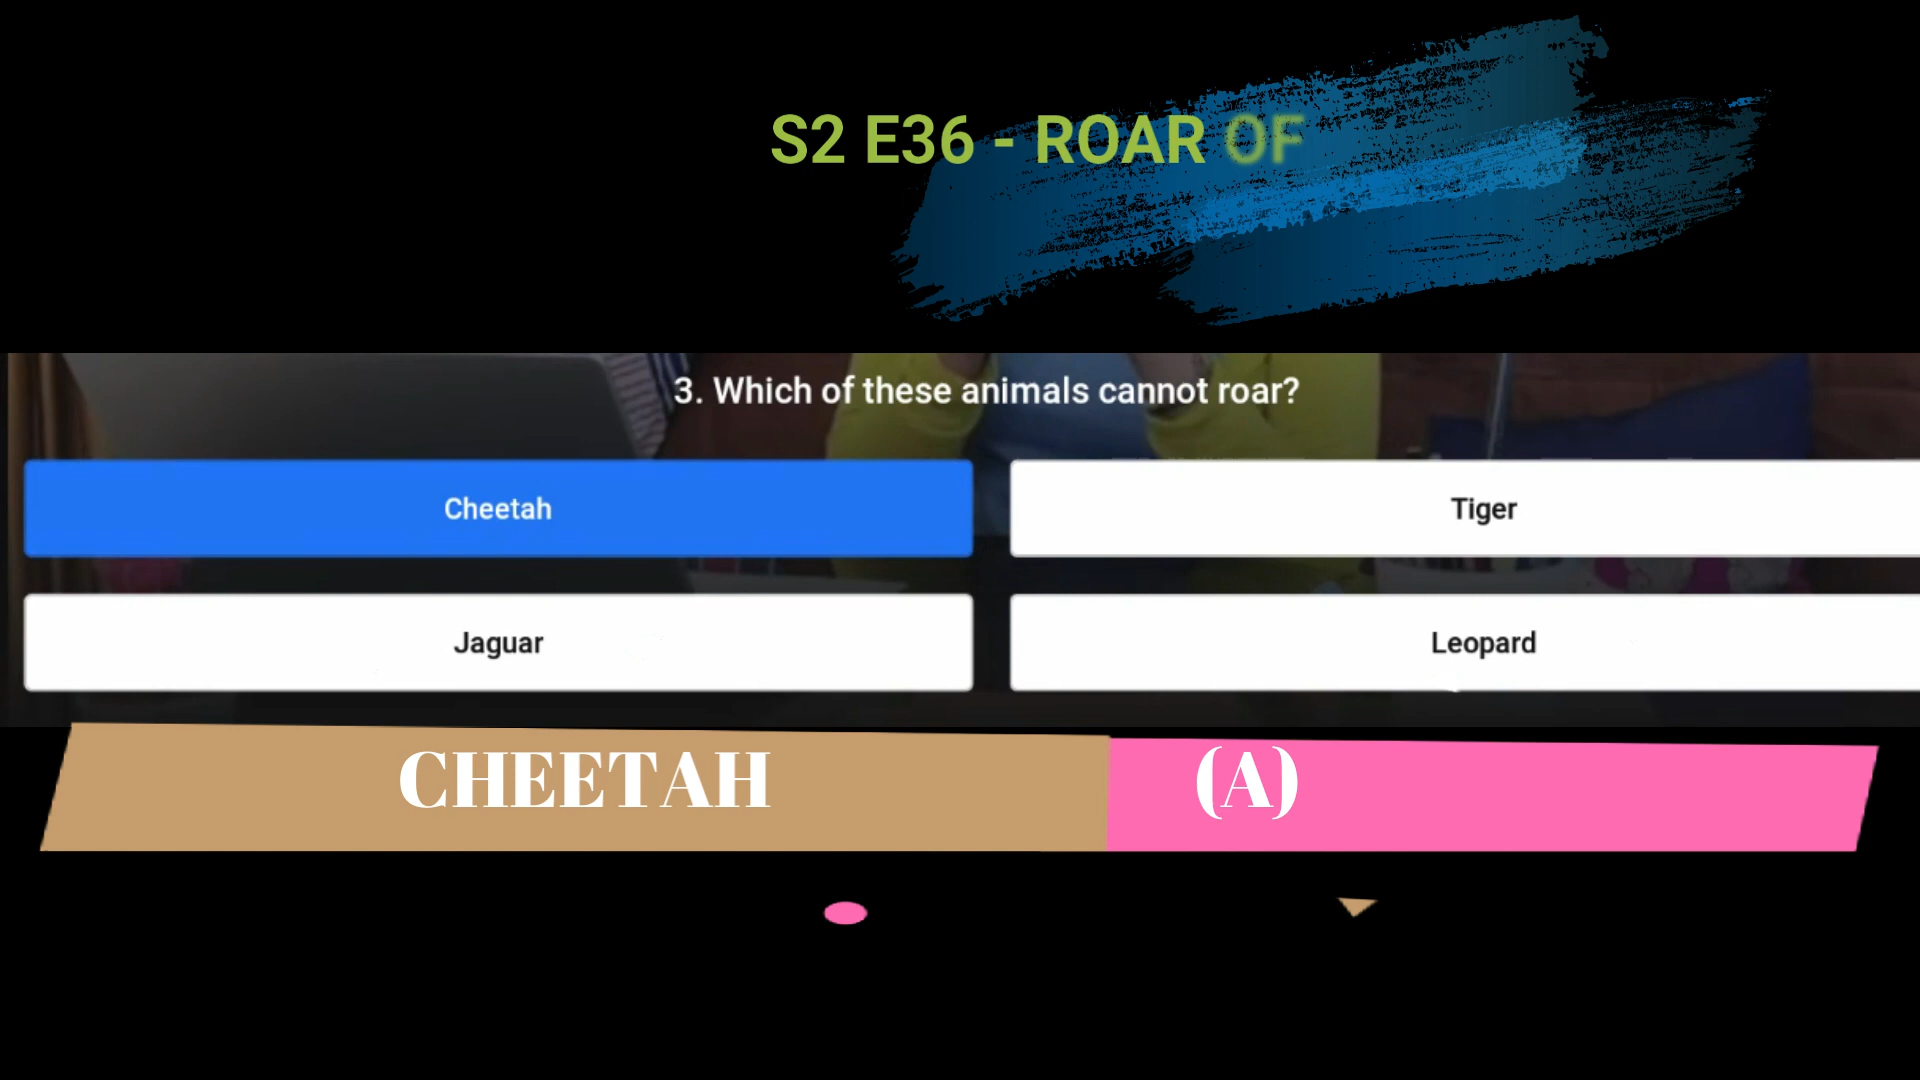 S2 E36 - ROAR OF
3. Which of these animals cannot roar?
Cheetah
Tiger
Jaguar
Leopard
CHEETAH (A)